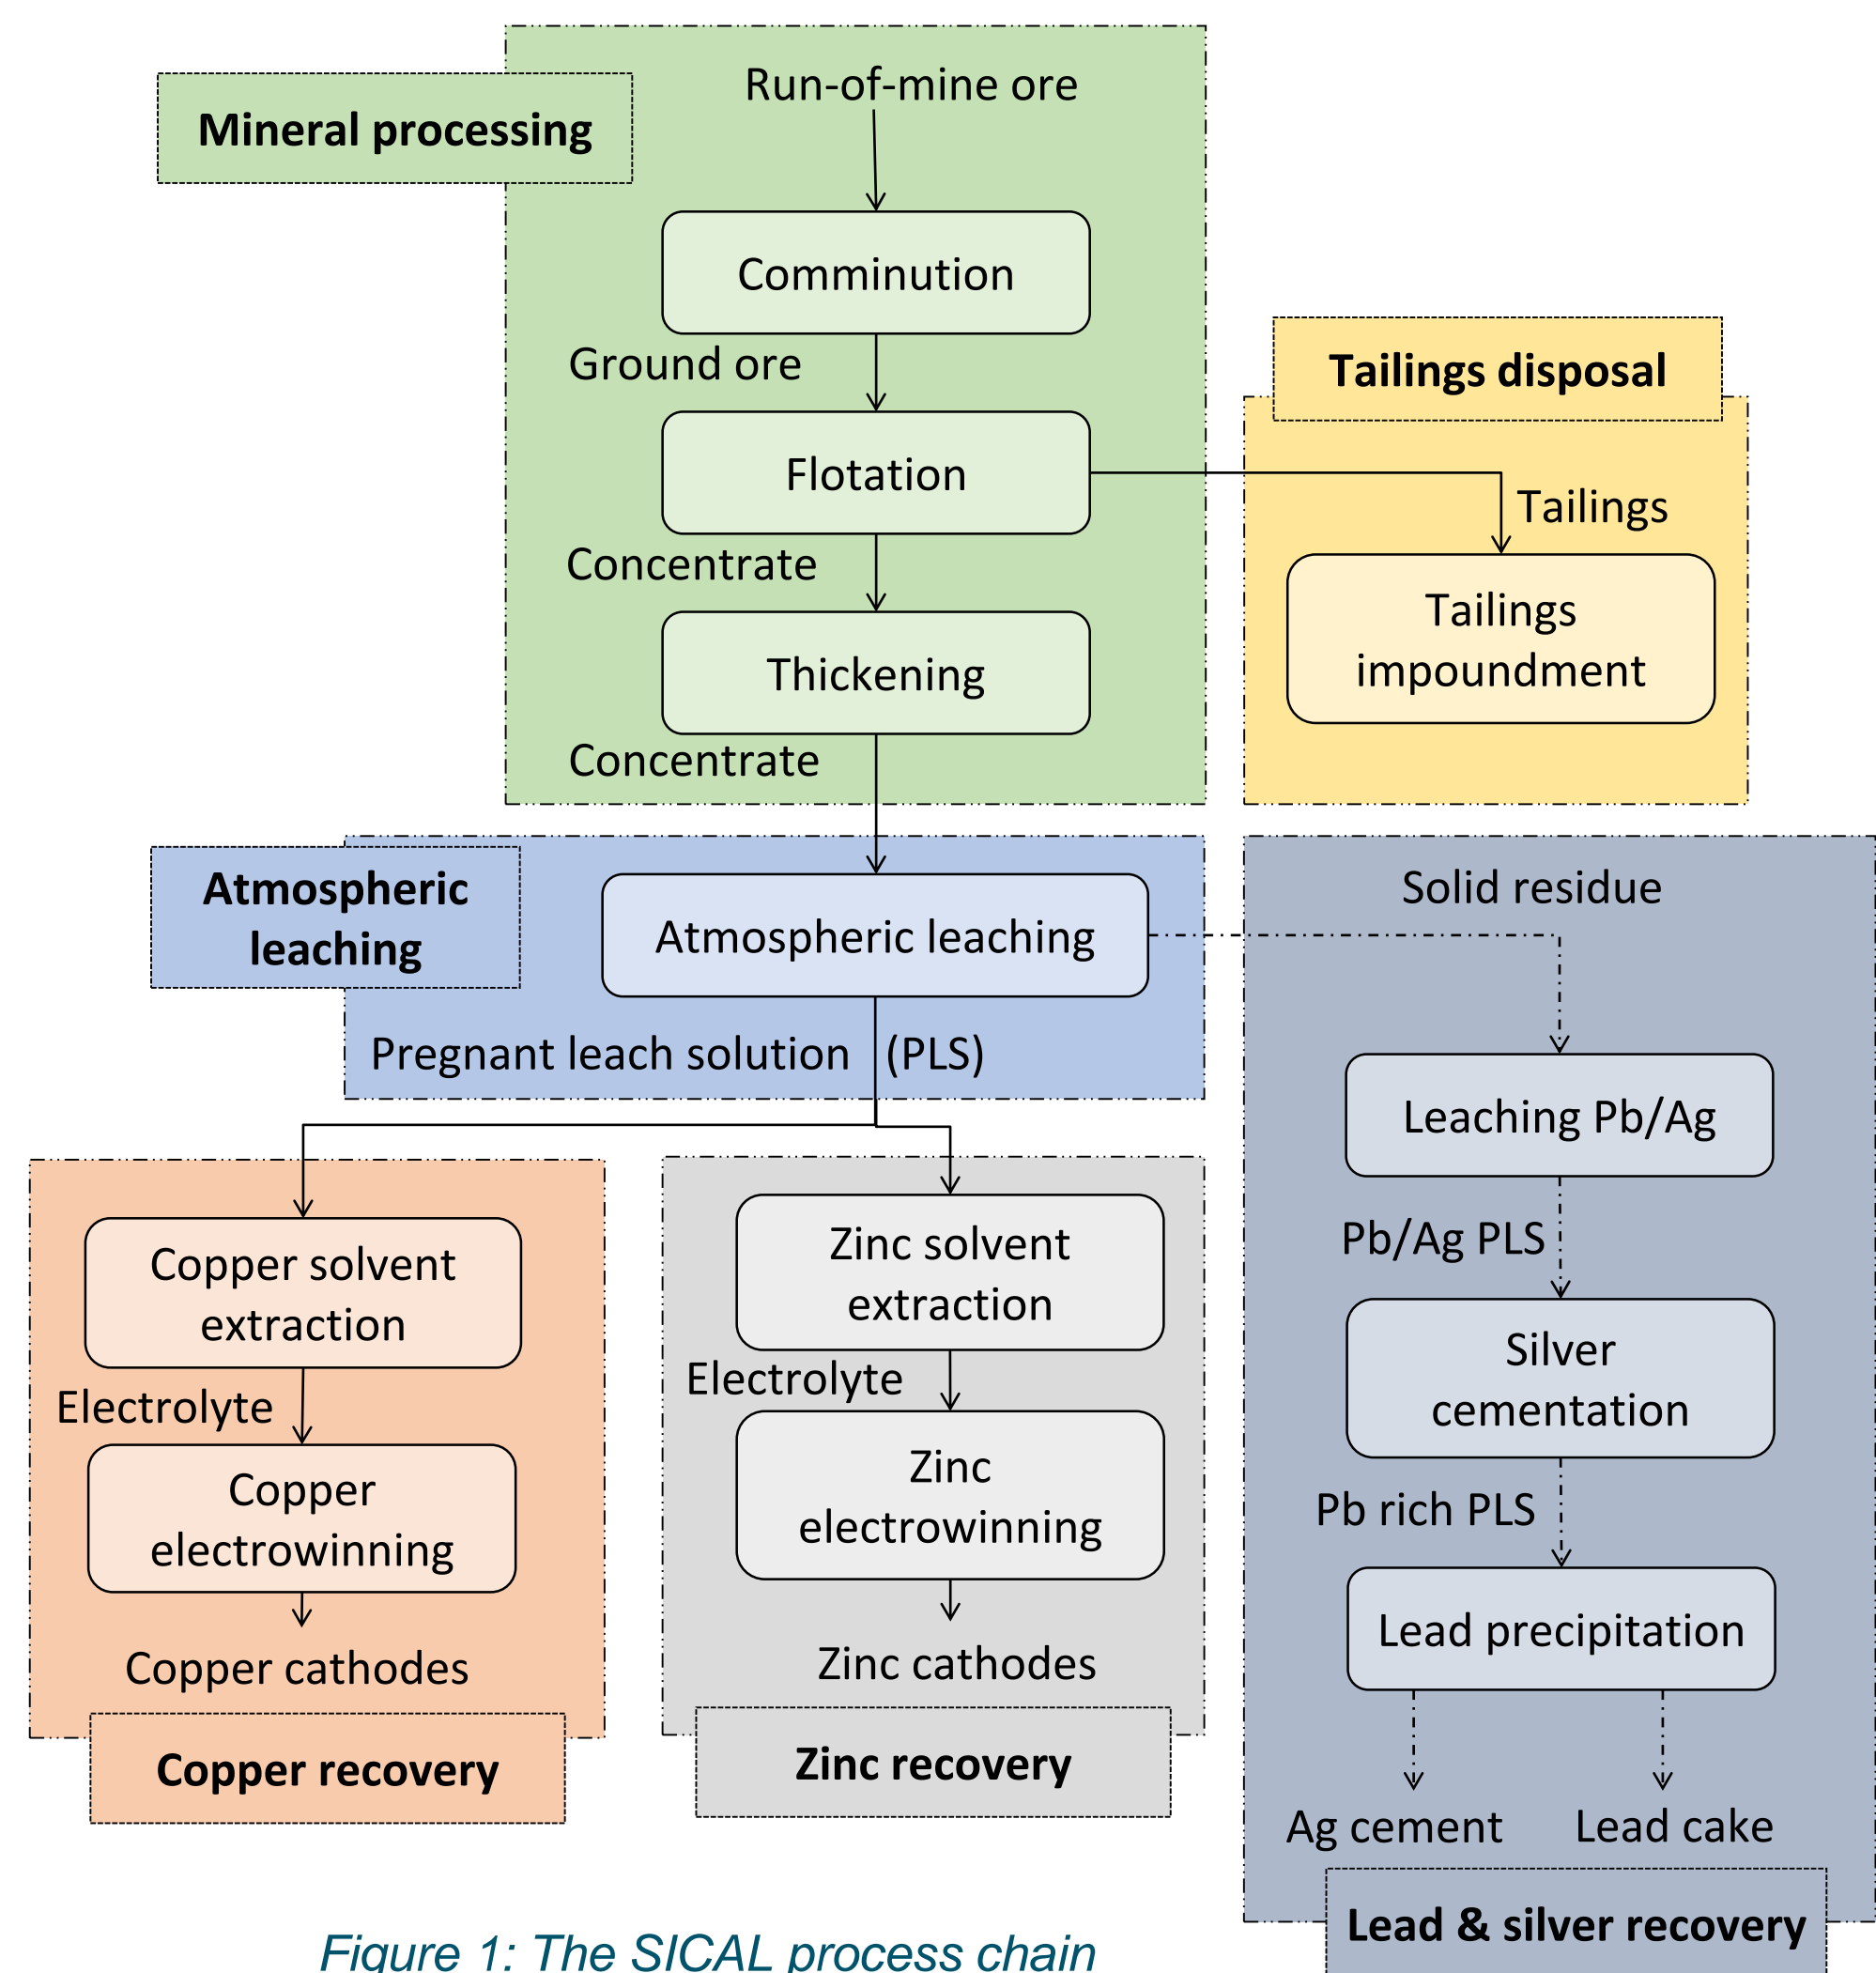 Mineral processing
Run-of-mine ore
Comminution
Ground ore
Flotation
Concentrate
Thickening
Concentrate
Tailings disposal
Tailings
Tailings
impoundment
Atmospheric
leaching
Atmospheric leaching
Pregnant leach solution (PLS)
Copper solvent
extraction
Electrolyte
Copper
electrowinning
Copper cathodes
Copper recovery
Zinc solvent
extraction
Electrolyte
Zinc
electrowinning
Zinc cathodes
Zinc recovery
Solid residue
Leaching Pb/Ag
Pb/Ag PLS
Silver
cementation
Pb rich PLS
Lead precipitation
Ag cement
Lead cake
Lead & silver recovery
Figure 1: The SICAL process chain